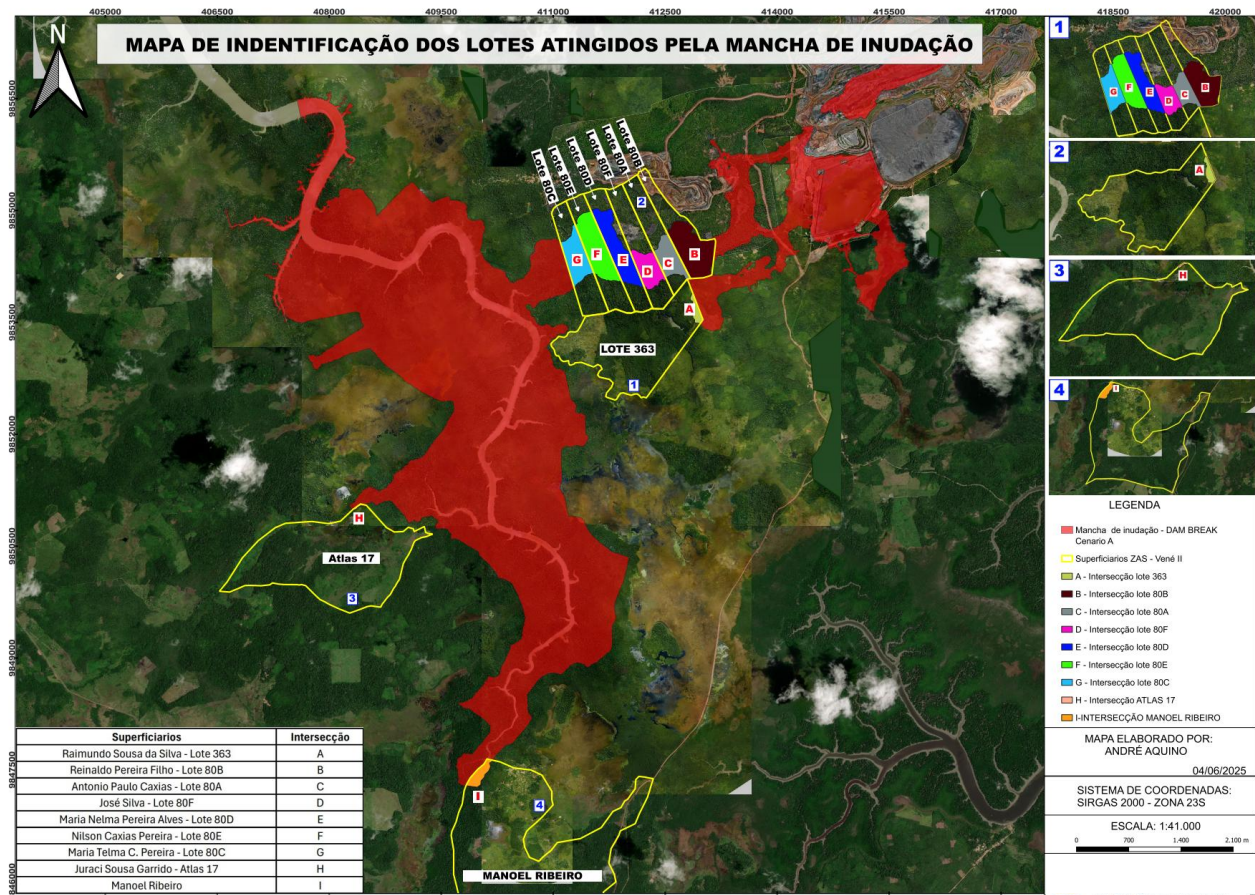 405000 406500 408000 409500 411000 412500 414000 415500 417000 418500 420000
MAPA DE INDENTIFICAÇÃO DOS LOTES ATINGIDOS PELA MANCHA DE INUDAÇÃO
N
9856500
9855000
9853500
9852000
9850500
9849000
9847500
9846000
Lote 80C
Lote 80E
Lote 80D
Lote 80F
Lote 80A
Lote 80B
2
G
F
E
D
C
B
A
LOTE 363
1
H
Atlas 17
3
I
4
MANOEL RIBEIRO
Superficiarios Intersecção
Raimundo Sousa da Silva - Lote 363 A
Reinaldo Pereira Filho - Lote 80B B
Antonio Paulo Caxias - Lote 80A C
José Silva - Lote 80F D
Maria Nelma Pereira Alves - Lote 80D E
Nilson Caxias Pereira - Lote 80E F
Maria Telma C. Pereira - Lote 80C G
Juraci Sousa Garrido - Atlas 17 H
Manoel Ribeiro I
1
G F E D C B
2
A
3
H
4
I
LEGENDA
Mancha de inudação - DAM BREAK
Cenario A
Superficiarios ZAS - Vené II
A - Intersecção lote 363
B - Intersecção lote 80B
C - Intersecção lote 80A
D - Intersecção lote 80F
E - Intersecção lote 80D
F - Intersecção lote 80E
G - Intersecção lote 80C
H - Intersecção ATLAS 17
I-INTERSECÇÃO MANOEL RIBEIRO
MAPA ELABORADO POR:
ANDRÉ AQUINO
04/06/2025
SISTEMA DE COORDENADAS:
SIRGAS 2000 - ZONA 23S
ESCALA: 1:41.000
0 700 1.400 2.100 m